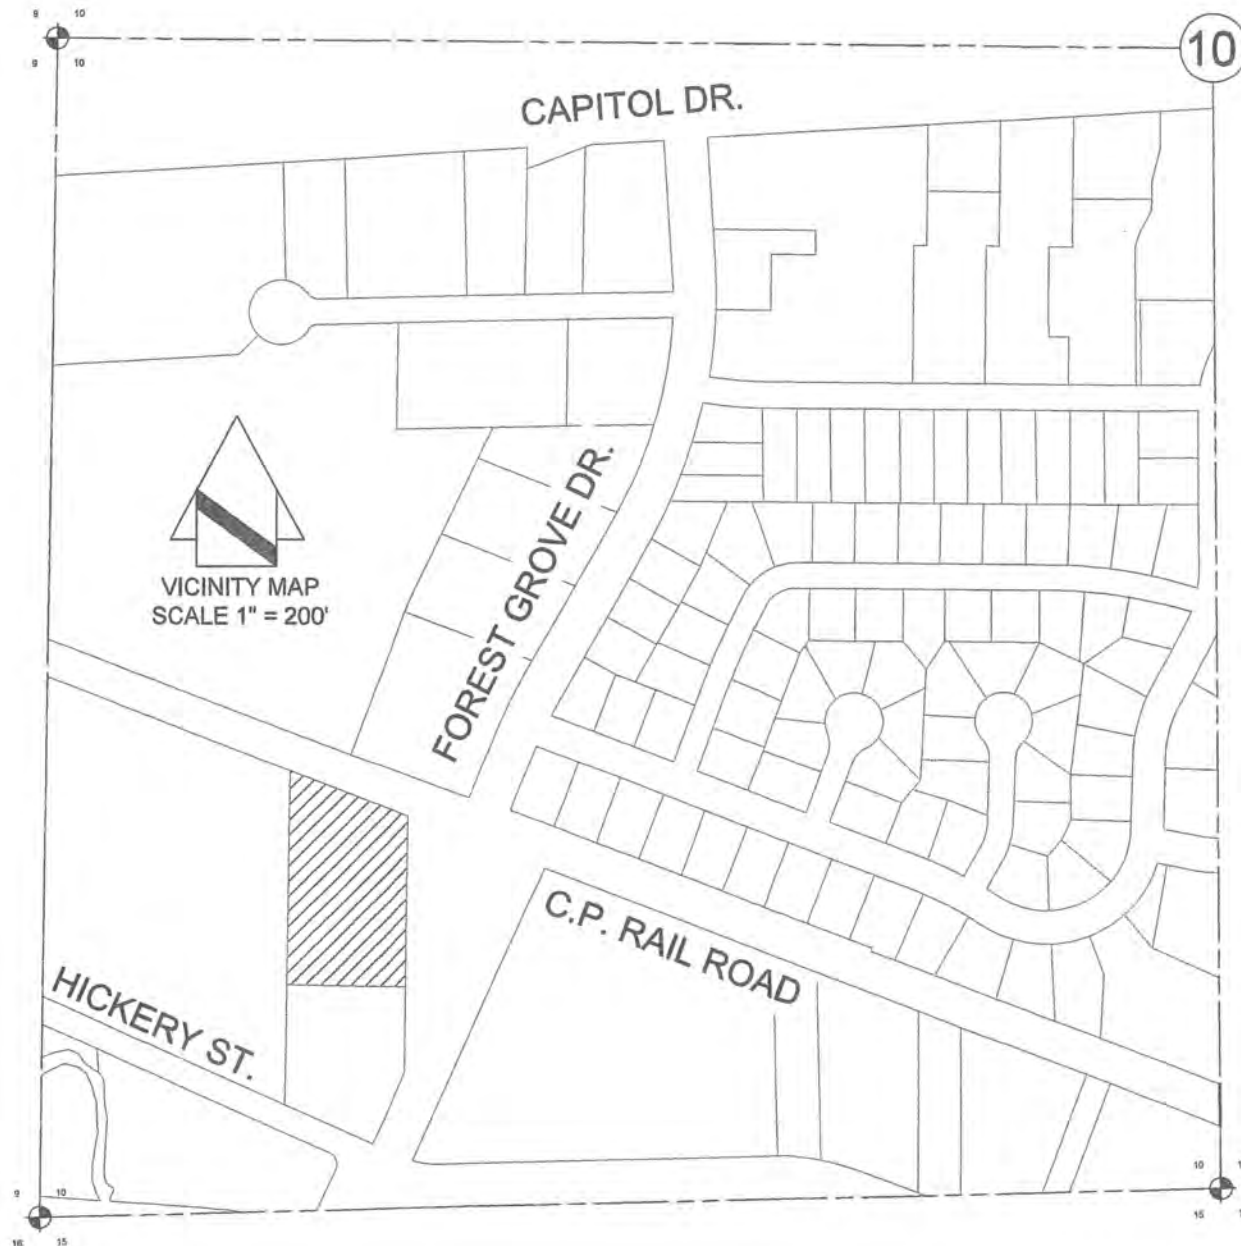 9 10
9 10
10
CAPITOL DR.
FOREST GROVE DR.
VICINITY MAP
SCALE 1" = 200'
C.P. RAIL ROAD
HICKERY ST.
9 10
16 15
10
15